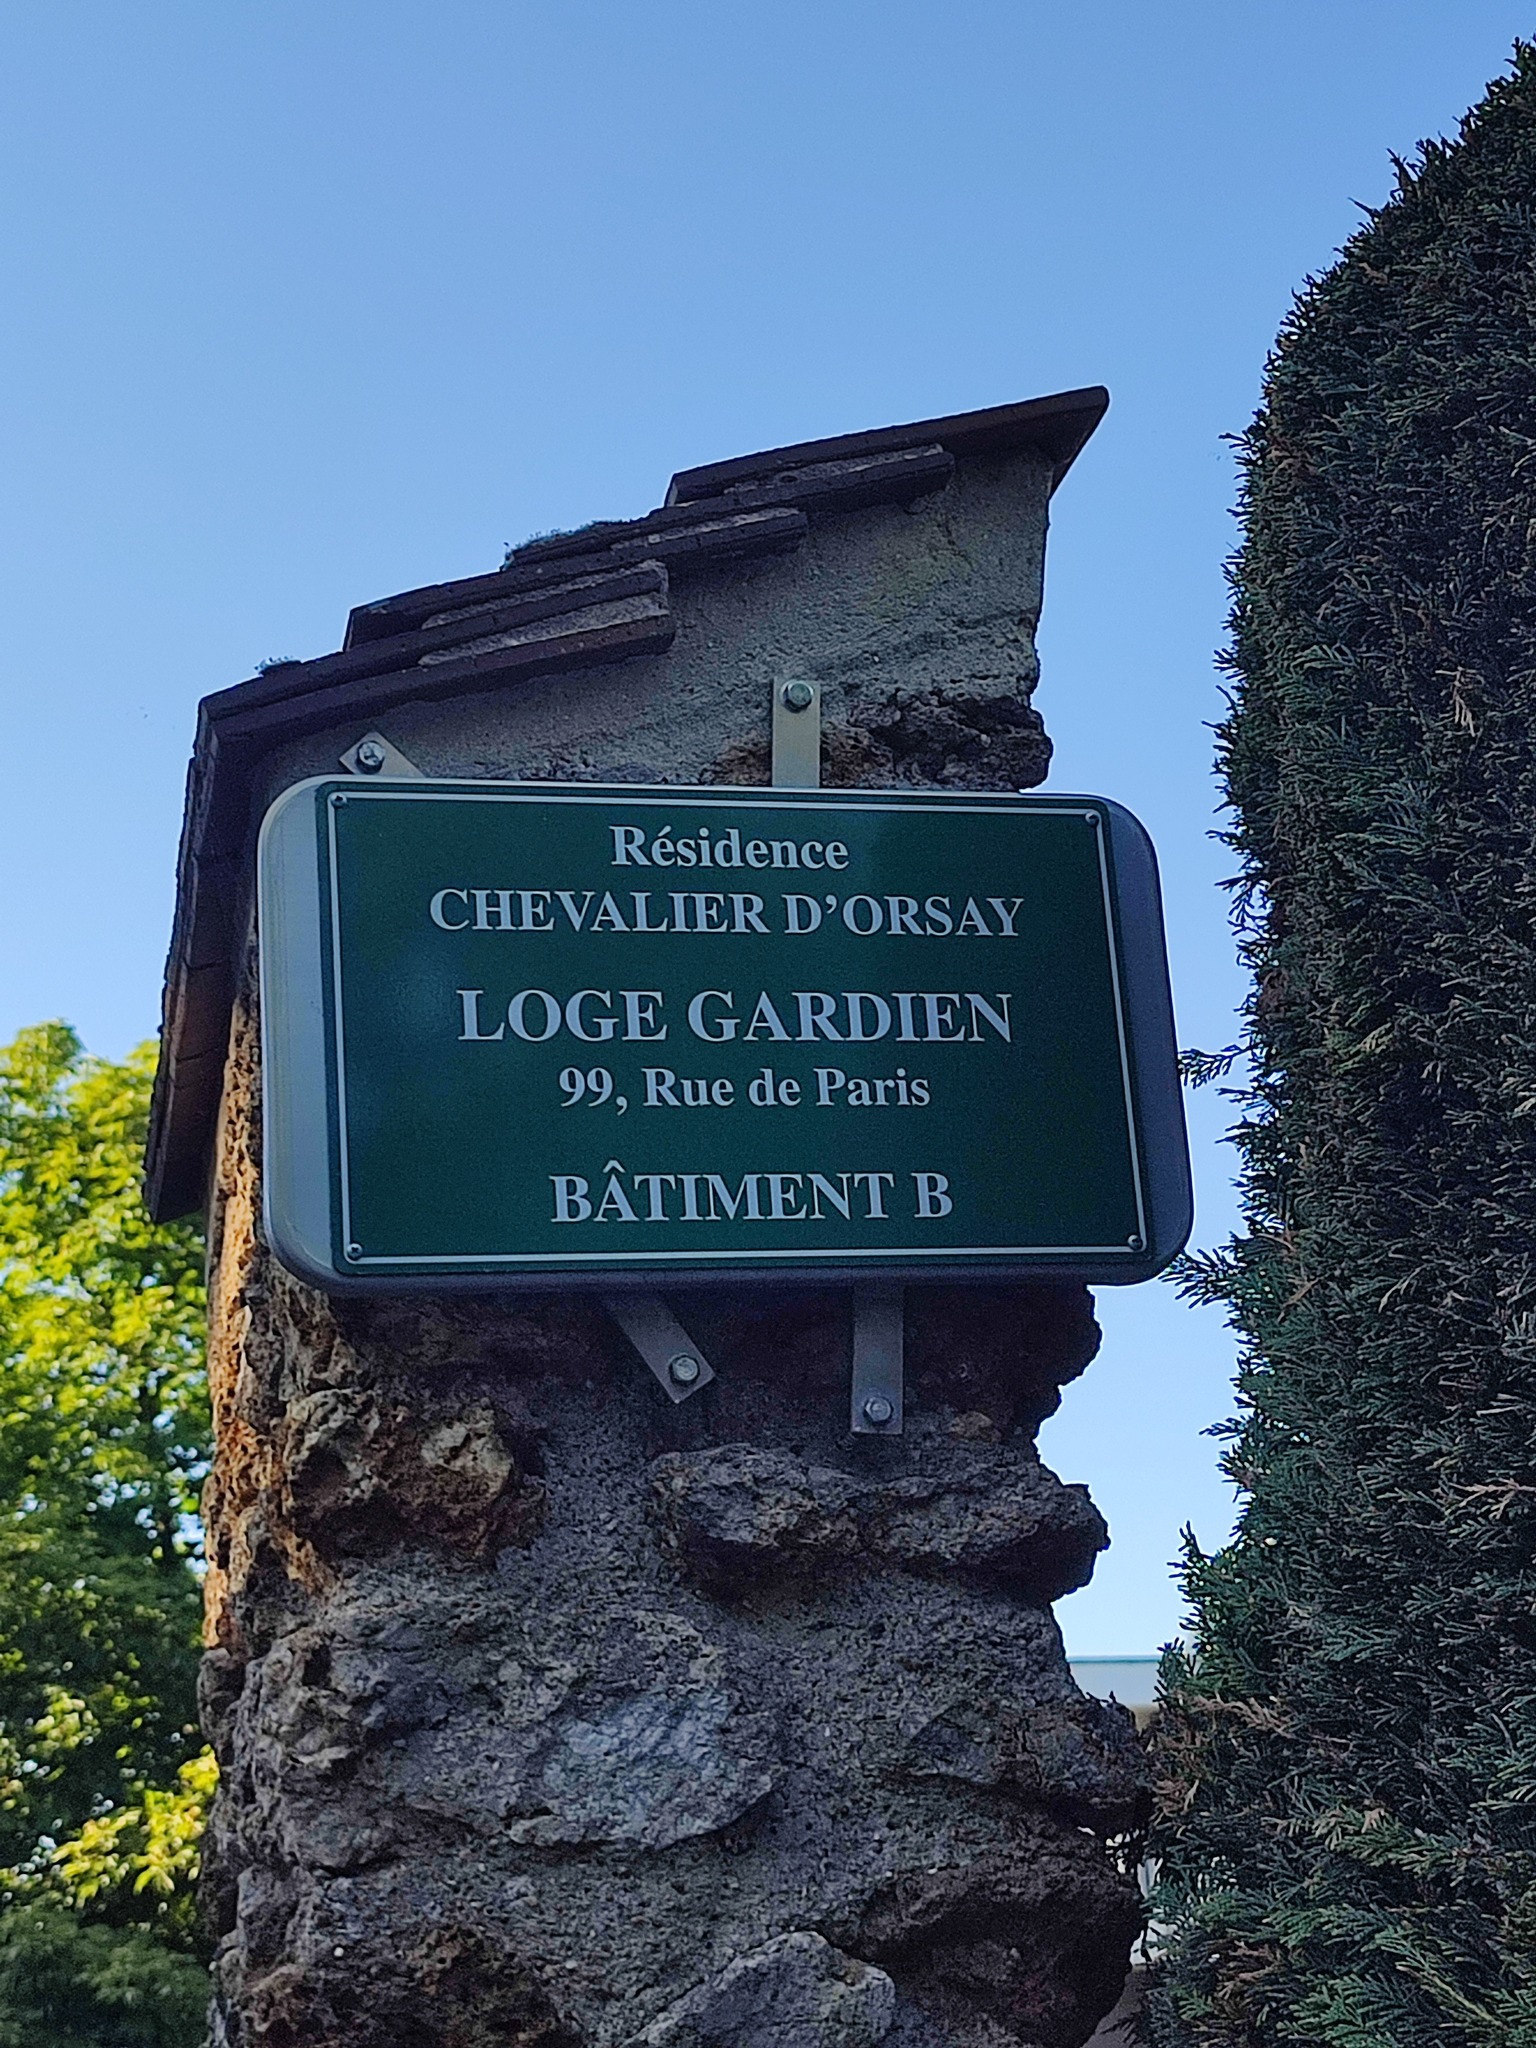 Résidence
CHEVALIER D’ORSAY
LOGE GARDIEN
99, Rue de Paris
BÂTIMENT B